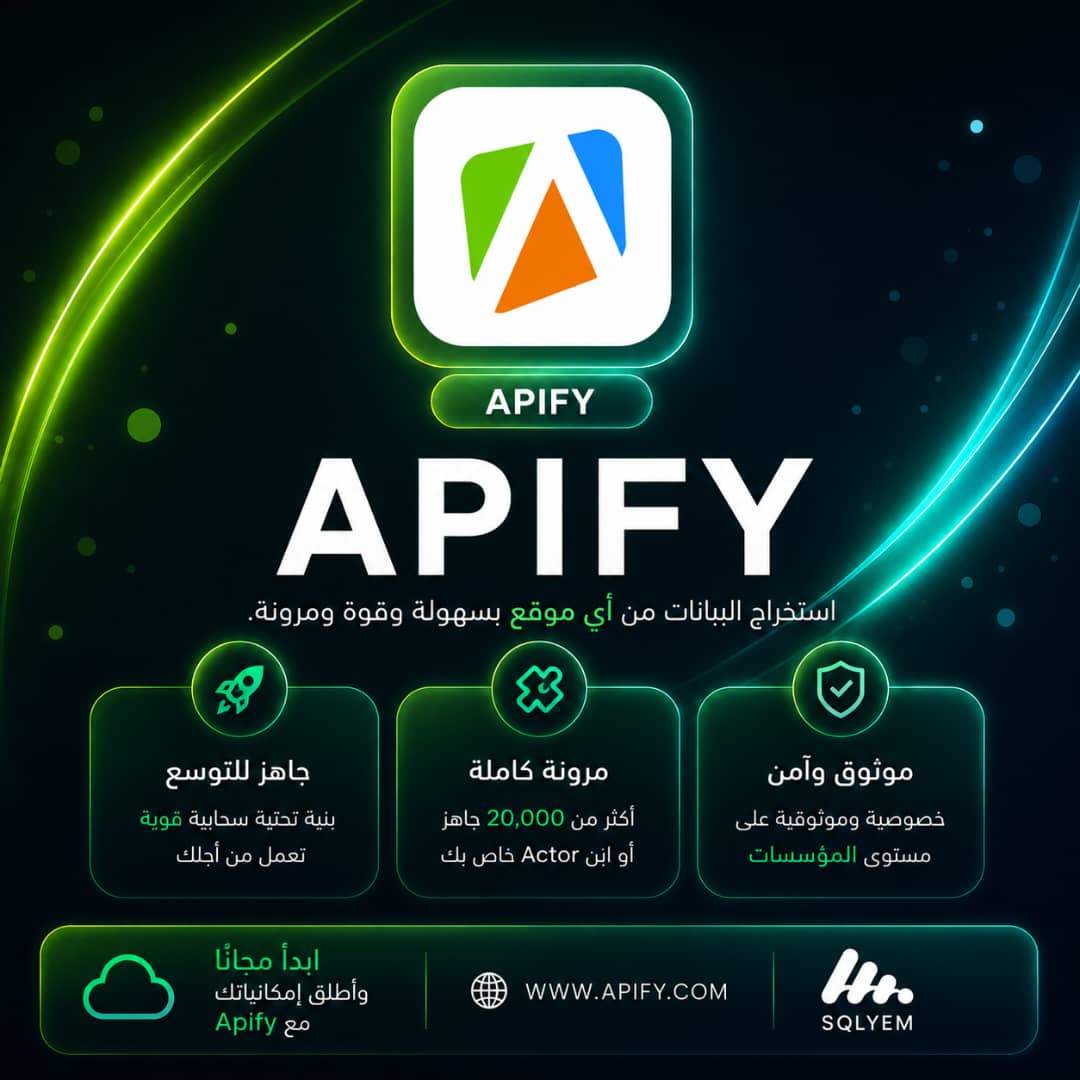 APIFY
APIFY
استخراج البيانات من أي موقع بسهولة وقوة ومرونة.
موثوق وآمن
خصوصية وموثوقية على
مستوى المؤسسات
مرونة كاملة
أكثر من 20,000 جاهز
أو ابن Actor خاص بك
جاهز للتوسع
بنية تحتية سحابية قوية
تعمل من أجلك
SQLYEM
WWW.APIFY.COM
ابدأ مجانًا
وأطلق إمكانياتك
مع Apify